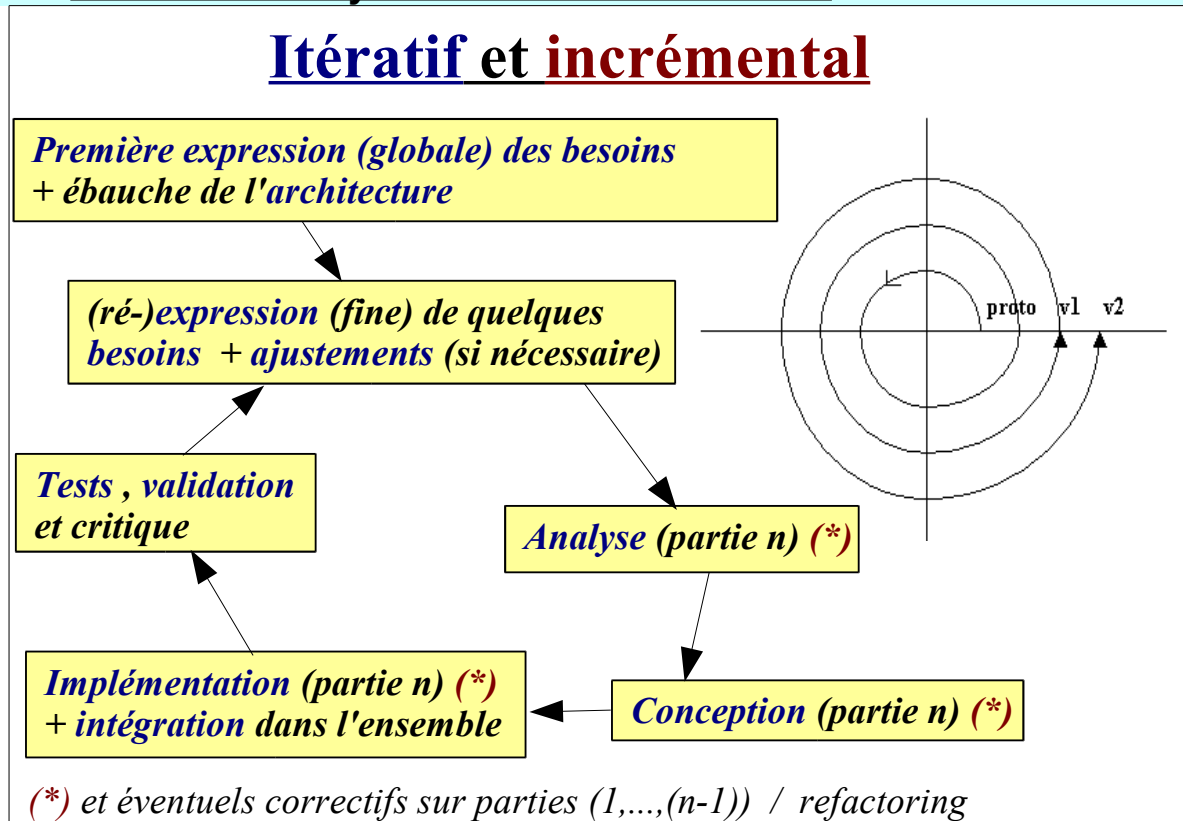 Itératif et incrémental
Première expression (globale) des besoins
+ ébauche de l'architecture
(ré-)expression (fine) de quelques
besoins + ajustements (si nécessaire)
proto v1 v2
Tests , validation
et critique
Analyse (partie n) (*)
Implémentation (partie n) (*)
+ intégration dans l'ensemble
Conception (partie n) (*)
(*) et éventuels correctifs sur parties (1,...,(n-1)) / refactoring